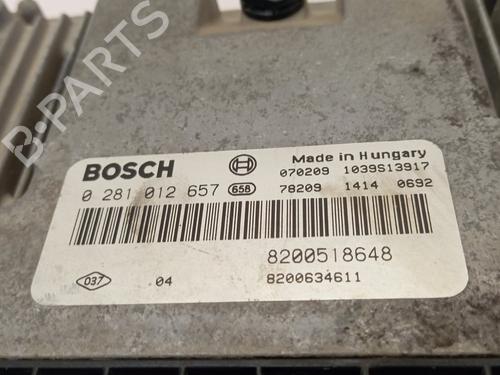 B-PARTS
BOSCH
Made in Hungary
070209 1039S13917
0 281 012 657 658
78209 1414 0692
8200518648
037 04 8200634611